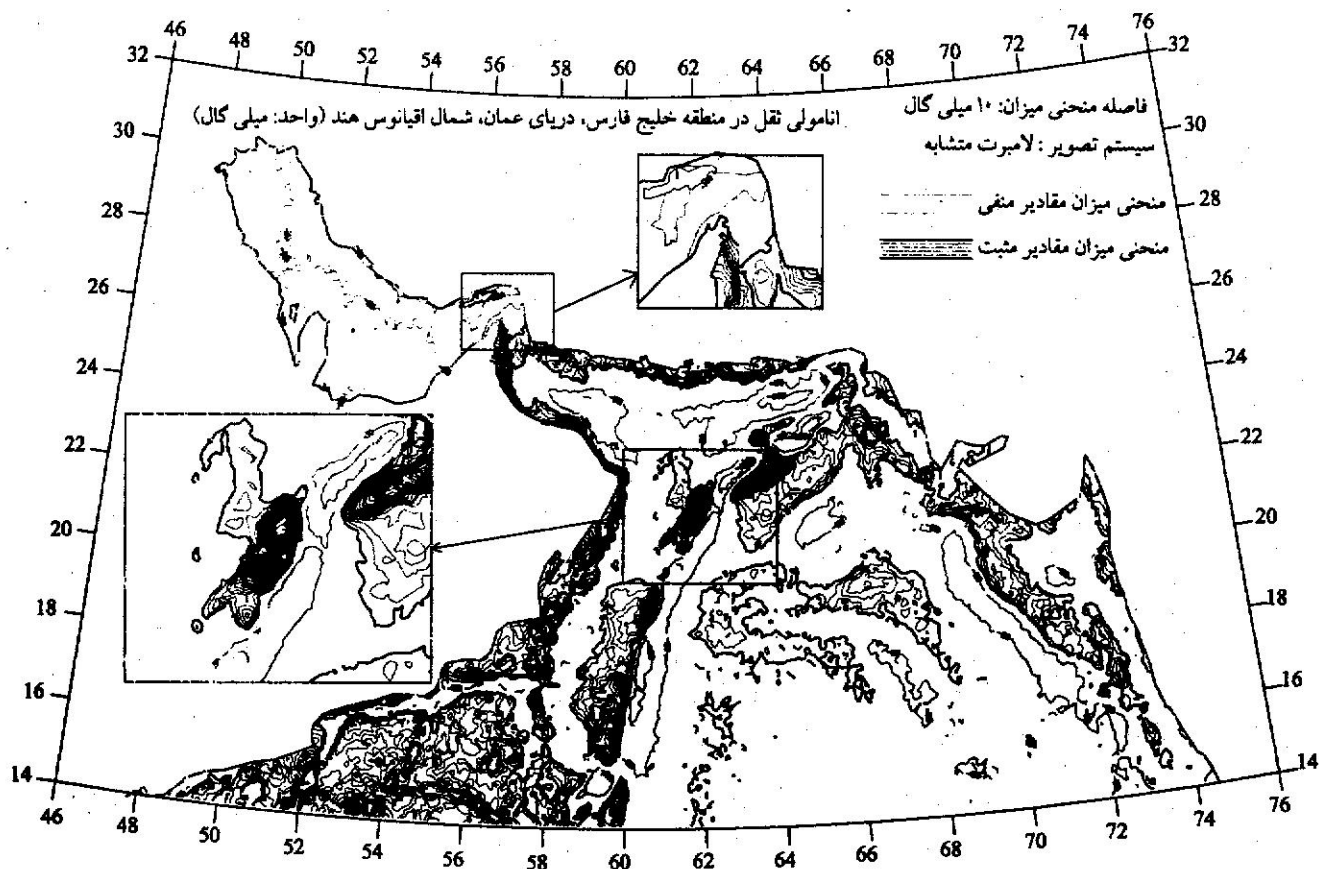 46 48 50 52 54 56 58 60 62 64 66 68 70 72 74 76
32 32
فاصله منحنی میزان: ۱۰ میلی گال
انامولی ثقل در منطقه خلیج فارس، دریای عمان، شمال اقیانوس هند (واحد: میلی گال)
سیستم تصویر : لامبرت متشابه
30 30
منحنی میزان مقادیر منفی
28 28
منحنی میزان مقادیر مثبت
26 26
24 24
22 22
20 20
18 18
16 16
14 14
46 48 50 52 54 56 58 60 62 64 66 68 70 72 74 76